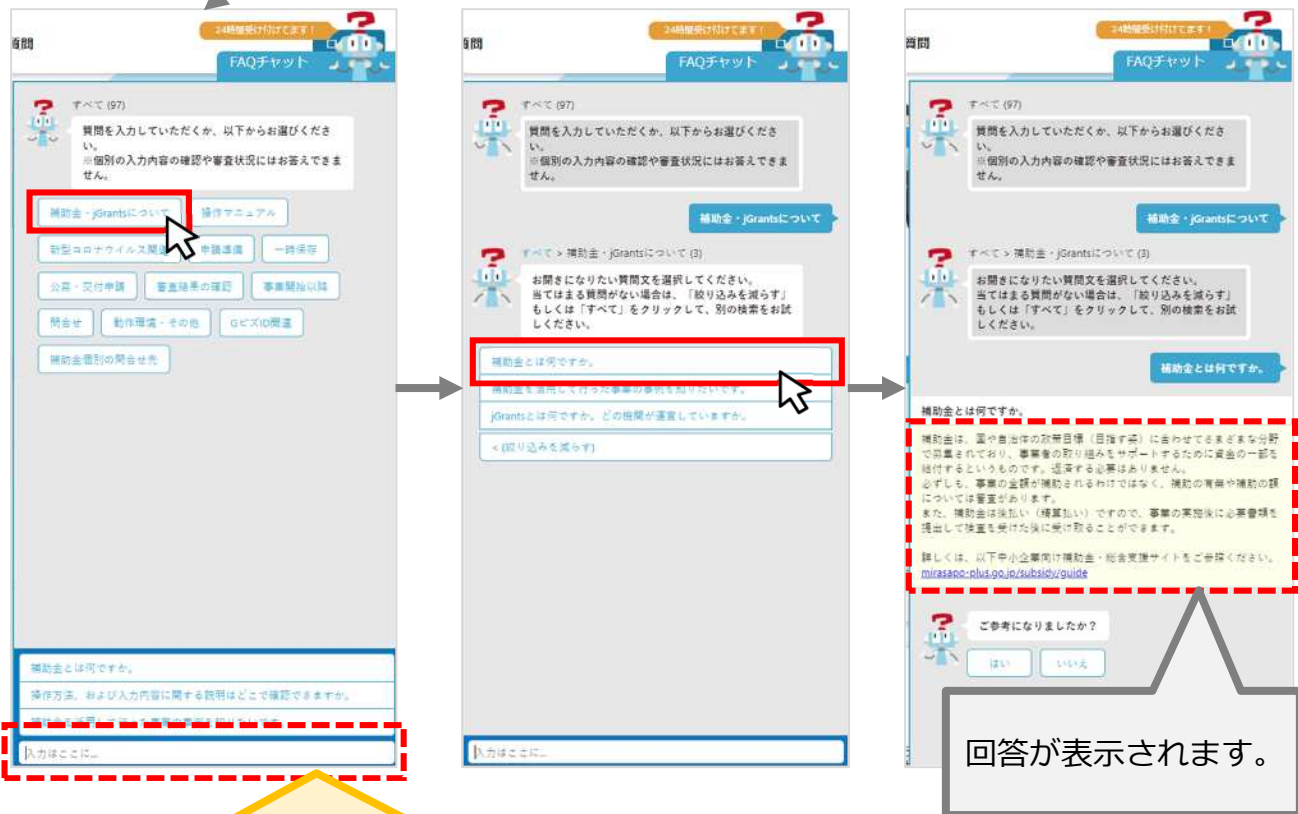 質問
24時間受け付けてます！
FAQチャット
すべて (97)
質問を入力していただくか、以下からお選びくださ
い。
※個別の入力内容の確認や審査状況にはお答えできま
せん。
補助金・jGrantsについて
操作マニュアル
新型コロナウイルス関連
申請準備
一時保存
公募・交付申請
審査結果の確認
事業開始以降
問合せ
動作環境・その他
GビズID関連
補助金個別の問合せ先
補助金とは何ですか。
操作方法、および入力内容に関する説明はどこで確認できますか。
補助金を活用して行った事業の事例を知りたいです。
入力はここに...
質問
24時間受け付けてます！
FAQチャット
すべて (97)
質問を入力していただくか、以下からお選びくださ
い。
※個別の入力内容の確認や審査状況にはお答えできま
せん。
補助金・jGrantsについて
すべて > 補助金・jGrantsについて (3)
お開きになりたい質問文を選択してください。
当てはまる質問がない場合は、「絞り込みを減らす」
もしくは「すべて」をクリックして、別の検索をお試
しください。
補助金とは何ですか。
補助金を活用して行った事業の事例を知りたいです。
jGrantsとは何ですか。どの機関が運営していますか。
< (絞り込みを減らす)
入力はここに...
質問
24時間受け付けてます！
FAQチャット
すべて (97)
質問を入力していただくか、以下からお選びくださ
い。
※個別の入力内容の確認や審査状況にはお答えできま
せん。
補助金・jGrantsについて
すべて > 補助金・jGrantsについて (3)
お開きになりたい質問文を選択してください。
当てはまる質問がない場合は、「絞り込みを減らす」
もしくは「すべて」をクリックして、別の検索をお試
しください。
補助金とは何ですか。
補助金とは何ですか。
補助金は、国や自治体の政策目標（目指す姿）に合わせてさまざまな分野
で募集されており、事業者の取り組みをサポートするために資金の一部を
給付するというものです。返済する必要はありません。
必ずしも、事業の全額が補助されるわけではなく、補助の有無や補助の額
については審査があります。
また、補助金は後払い（精算払い）ですので、事業の実施後に必要書類を
提出して検査を受けた後に受け取ることができます。
詳しくは、以下中小企業向け補助金・総合支援サイトをご参照ください。
mirasapo-plus.go.jp/subsidy/guide
ご参考になりましたか？
はい
いいえ
回答が表示されます。